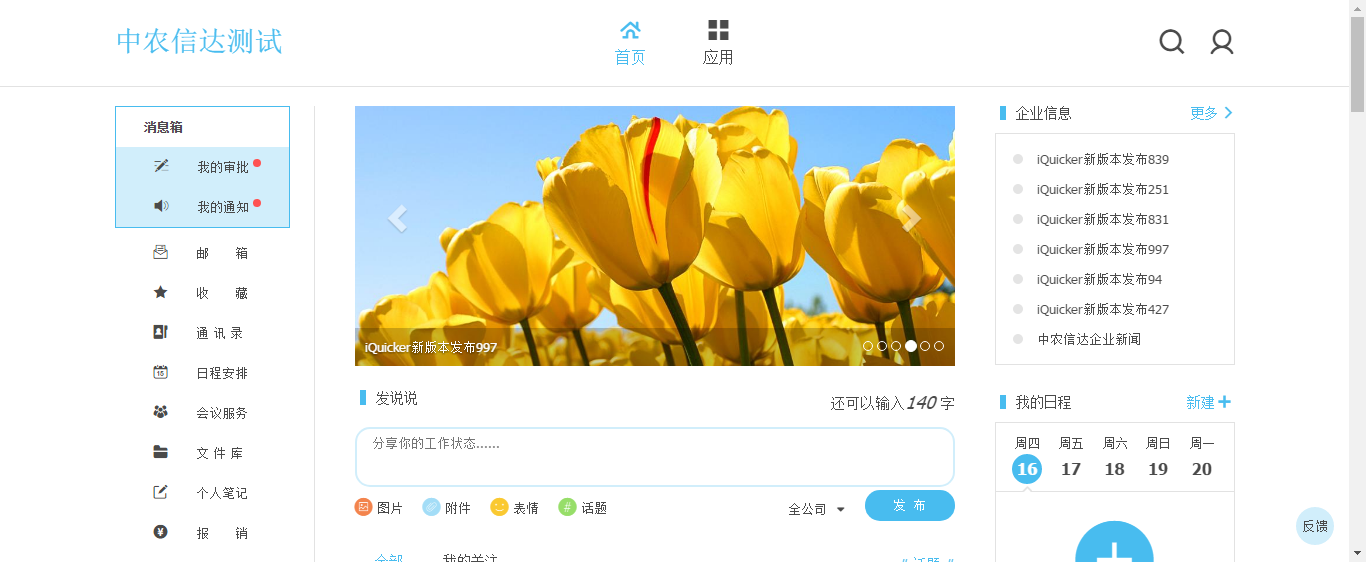 中农信达测试
首页
应用
消息箱
我的审批
我的通知
邮 箱
收 藏
通 讯 录
日程安排
会议服务
文 件 库
个人笔记
报 销
iQuicker新版本发布997
发说说
还可以输入140字
分享你的工作状态......
图片
附件
表情
话题
全公司
发 布
全部
我的关注
# 话题 #
企业信息
更多
iQuicker新版本发布839
iQuicker新版本发布251
iQuicker新版本发布831
iQuicker新版本发布997
iQuicker新版本发布94
iQuicker新版本发布427
中农信达企业新闻
我的日程
新建
周四 周五 周六 周日 周一
16 17 18 19 20
反馈